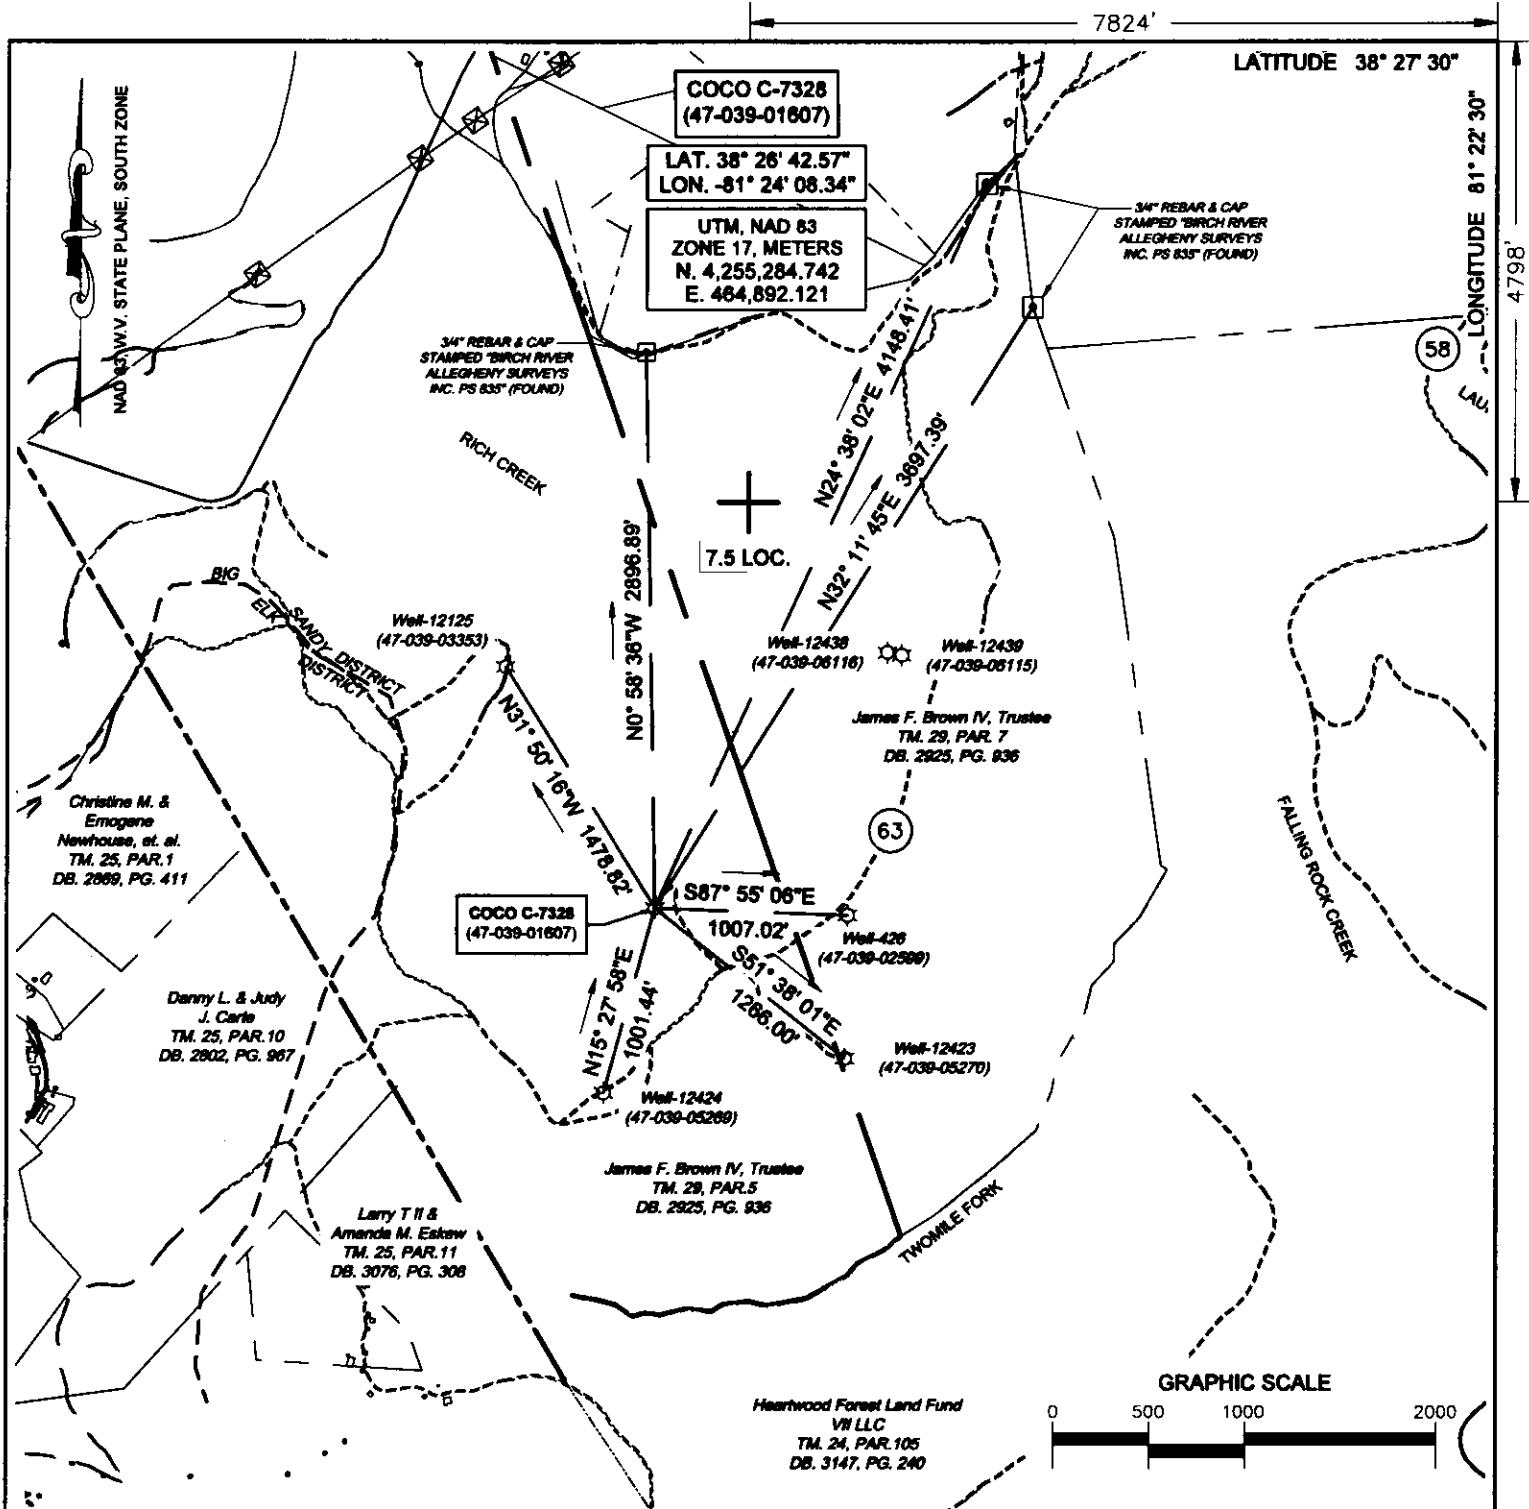 7824'
LATITUDE 38° 27' 30"
LONGITUDE 81° 22' 30"
4798'
NAD 83, W.V. STATE PLANE, SOUTH ZONE
COCO C-7328
(47-039-01607)
LAT. 38° 26' 42.57"
LON. -81° 24' 08.34"
UTM, NAD 83
ZONE 17, METERS
N. 4,255,284.742
E. 464,892.121
3/4" REBAR & CAP
STAMPED "BIRCH RIVER
ALLEGHENY SURVEYS
INC. PS 835" (FOUND)
3/4" REBAR & CAP
STAMPED "BIRCH RIVER
ALLEGHENY SURVEYS
INC. PS 835" (FOUND)
58
LAU
RICH CREEK
N24° 38' 02"E 4148.41'
N32° 11' 45"E 3697.39'
7.5 LOC.
N0° 58' 36"W 2896.89'
BIG
SANDY DISTRICT
ELK
DISTRICT
Well-12125
(47-039-03353)
Well-12438
(47-039-06116)
Well-12439
(47-039-06115)
N31° 50' 16"W 1478.82'
James F. Brown IV, Trustee
TM. 29, PAR. 7
DB. 2925, PG. 936
Christine M. &
Emogene
Newhouse, et. al.
TM. 25, PAR.1
DB. 2869, PG. 411
63
FALLING ROCK CREEK
COCO C-7328
(47-039-01607)
S87° 55' 06"E
1007.02'
Well-426
(47-039-02599)
S51° 38' 01"E
1266.00'
N15° 27' 58"E
1001.44'
Danny L. & Judy
J. Carte
TM. 25, PAR.10
DB. 2802, PG. 967
Well-12423
(47-039-05270)
Well-12424
(47-039-05269)
James F. Brown IV, Trustee
TM. 29, PAR.5
DB. 2925, PG. 936
TWOMILE FORK
Larry T II &
Amanda M. Eskew
TM. 25, PAR.11
DB. 3076, PG. 308
Heartwood Forest Land Fund
VII LLC
TM. 24, PAR.105
DB. 3147, PG. 240
GRAPHIC SCALE
0 500 1000 2000